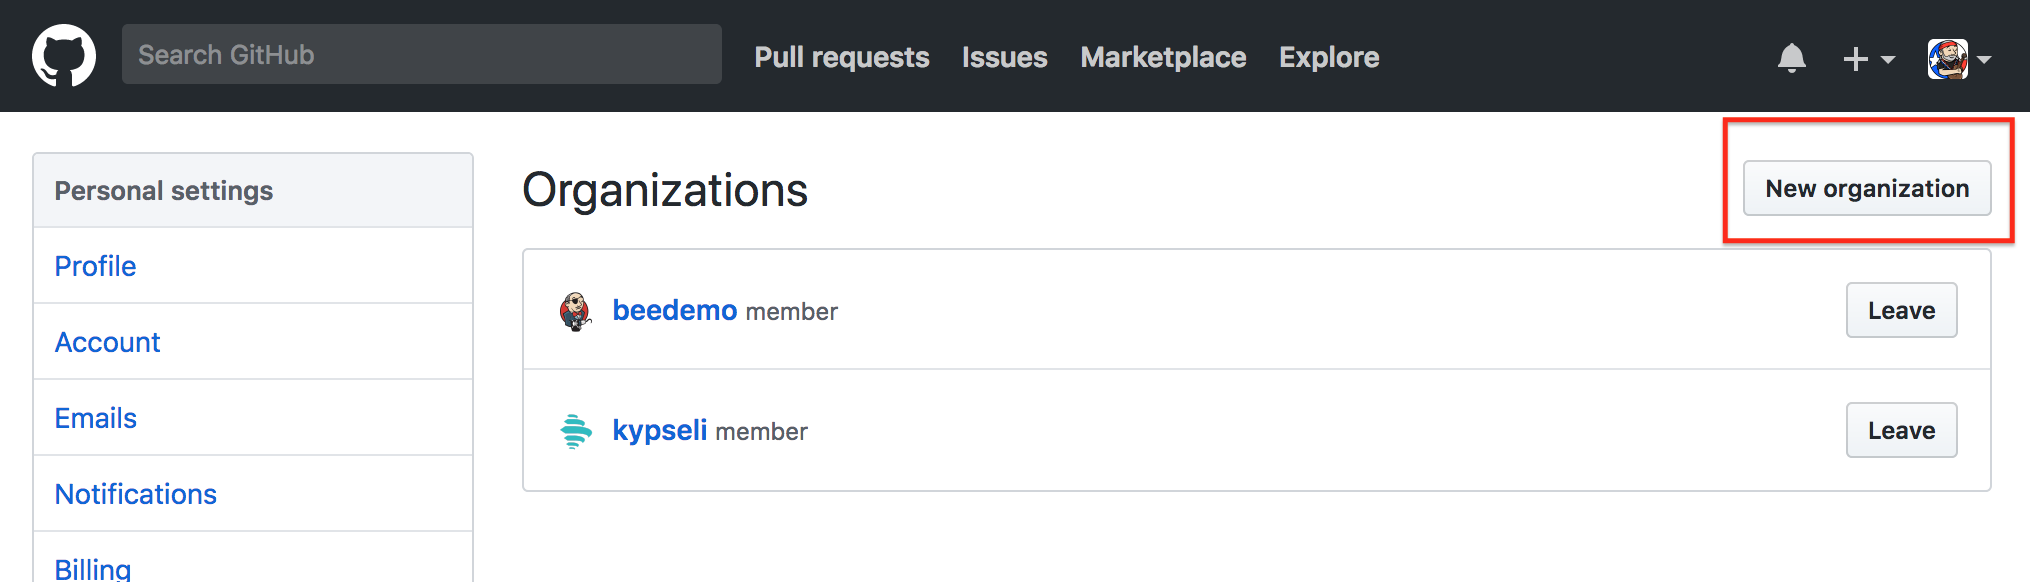 Search GitHub
Pull requests Issues Marketplace Explore
Personal settings
Profile
Account
Emails
Notifications
Billing
Organizations
New organization
beedemo member
Leave
kypseli member
Leave